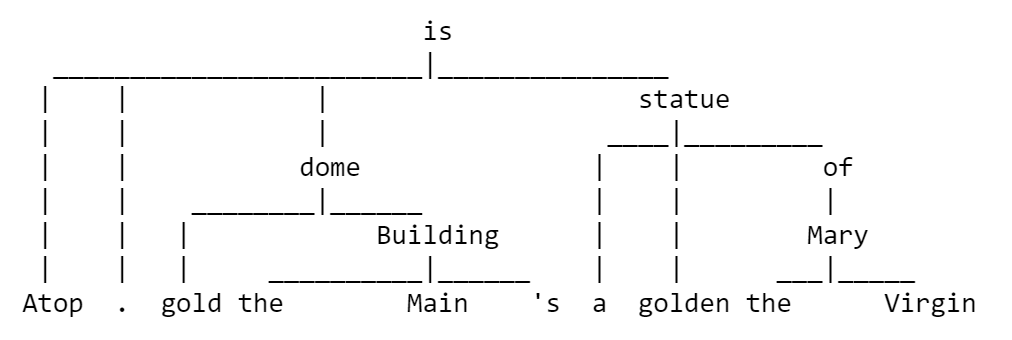 is
statue
dome of
Building Mary
Atop . gold the Main 's a golden the Virgin